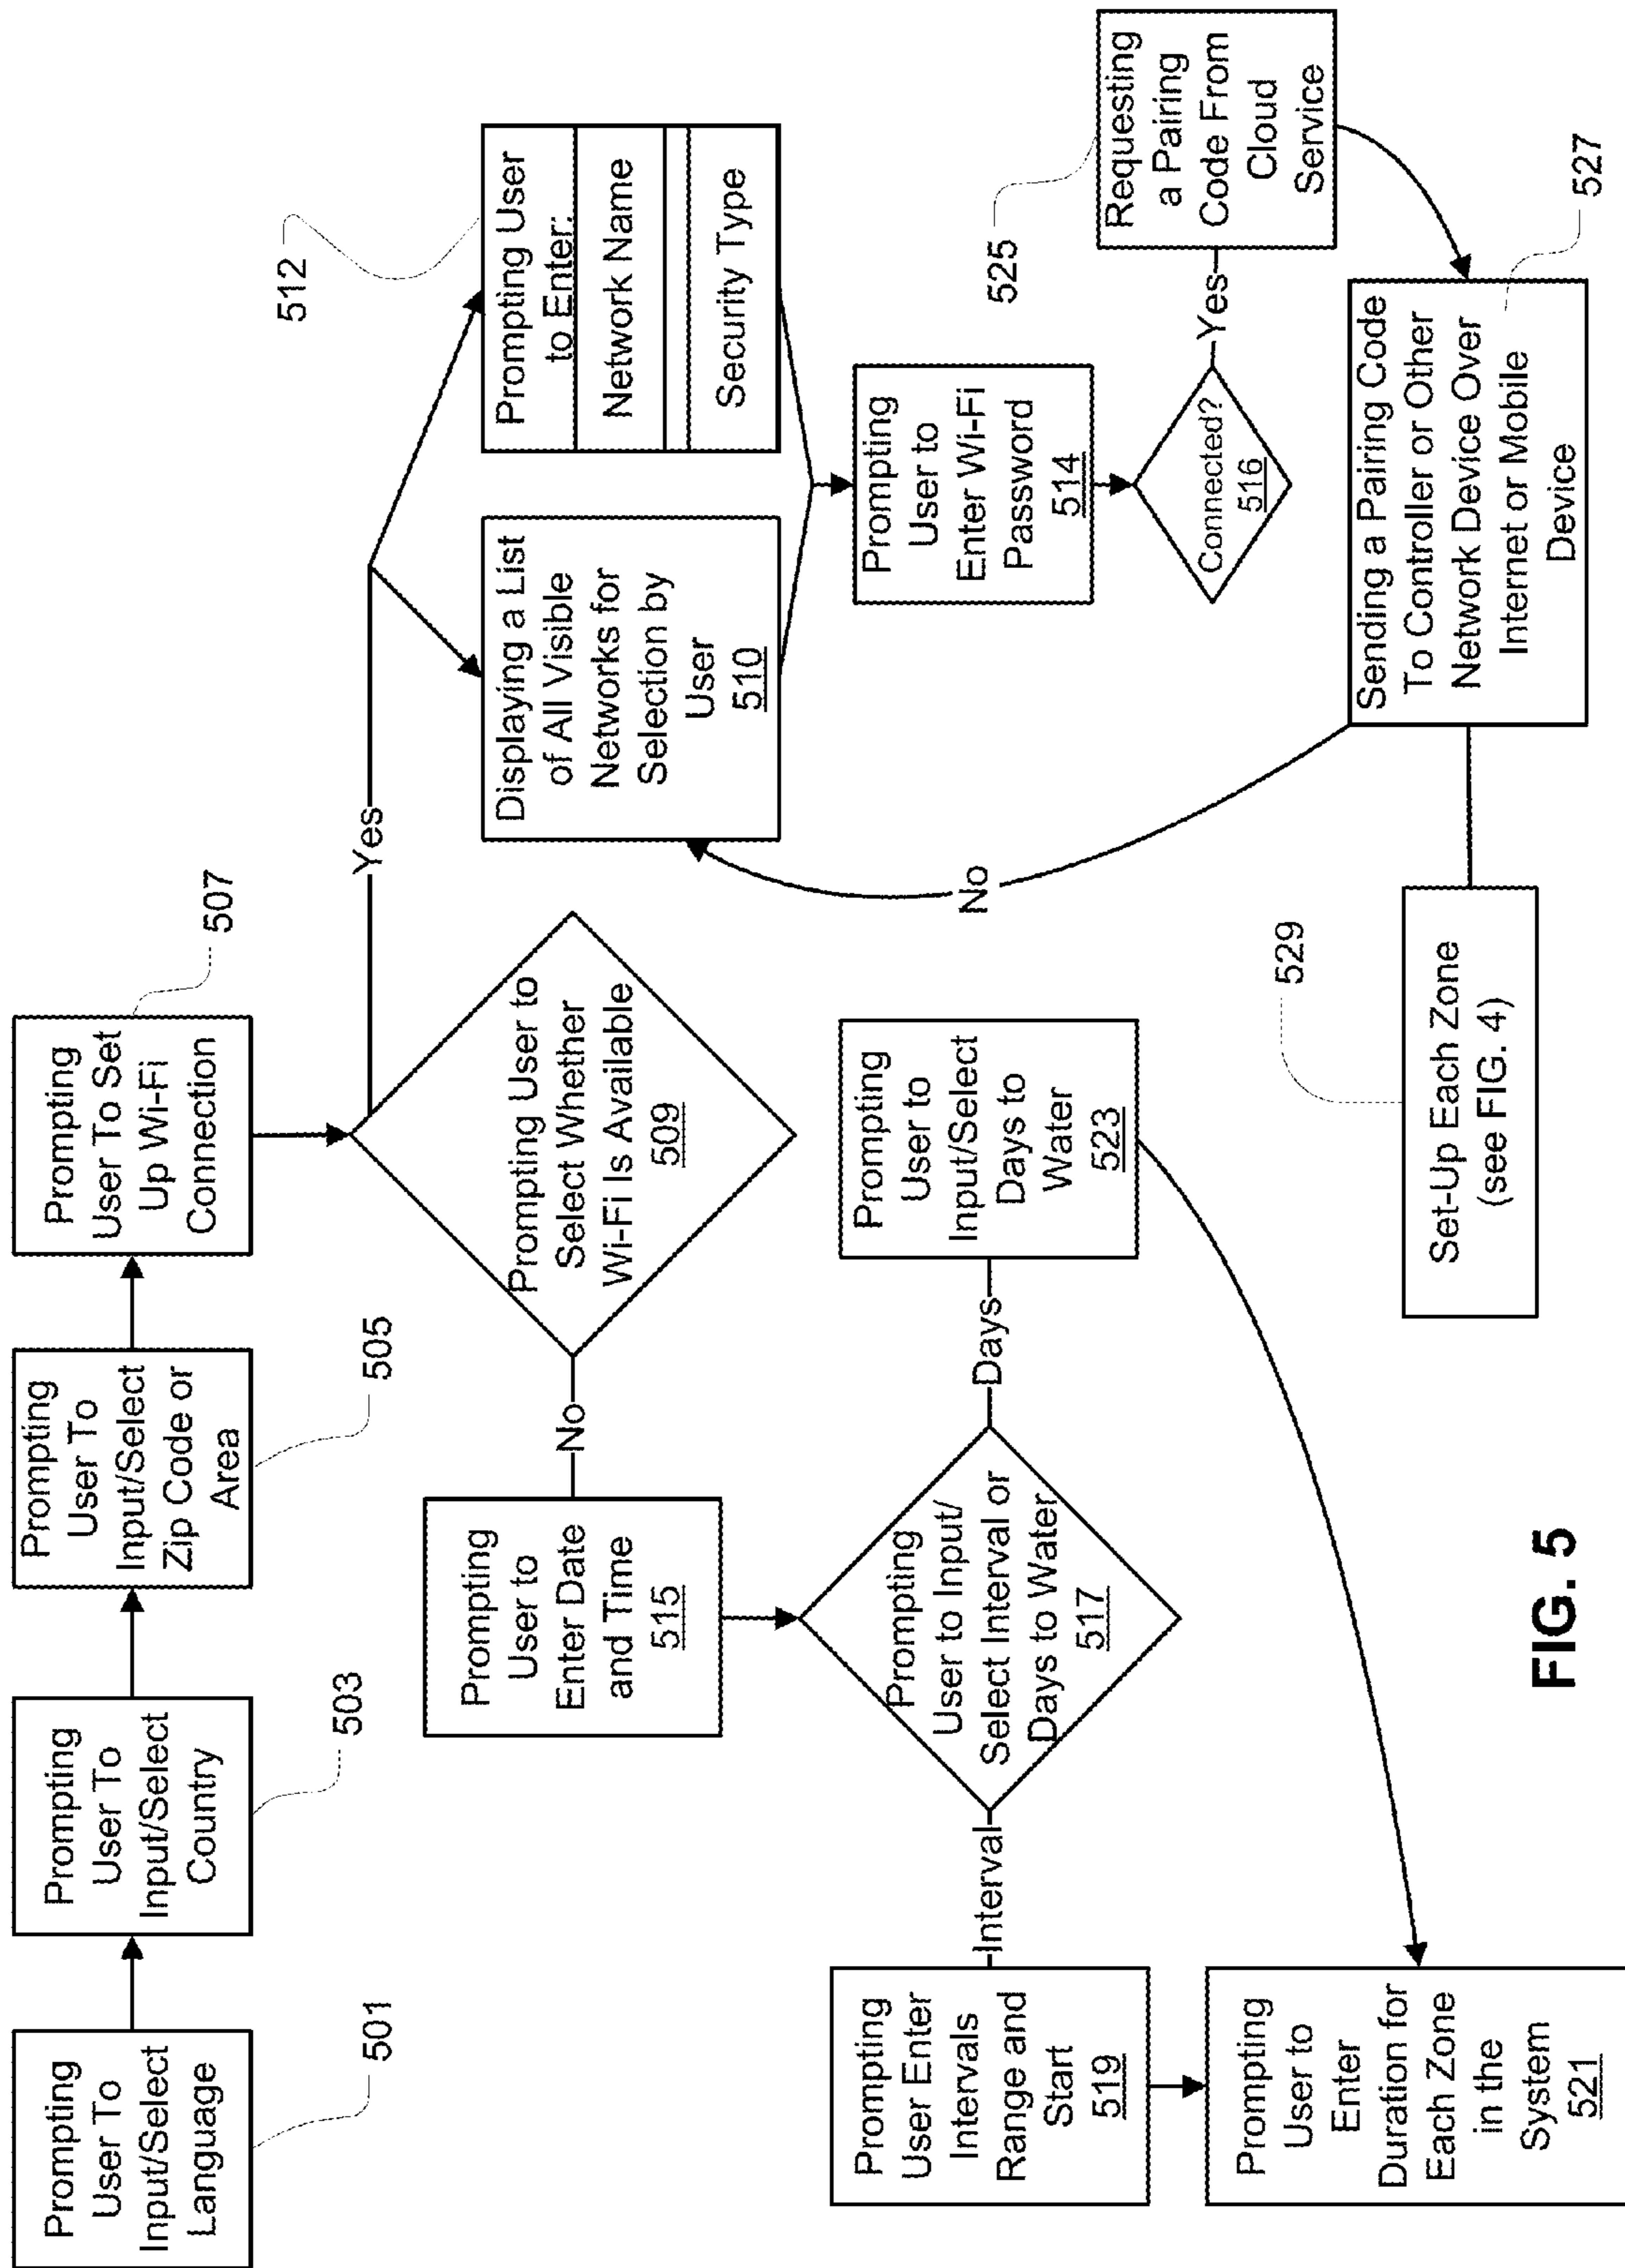 Prompting
User To
Input/Select
Language
501
Prompting
User To
Input/Select
Country
503
Prompting
User To
Input/Select
Zip Code or
Area
505
Prompting
User To Set
Up Wi-Fi
Connection
507
Prompting User to
Select Whether
Wi-Fi Is Available
509
Yes
No
Displaying a List
of All Visible
Networks for
Selection by
User
510
512
Prompting User
to Enter:
Network Name
Security Type
Prompting
User to
Enter Wi-Fi
Password
514
Connected?
516
Yes
525
Requesting
a Pairing
Code From
Cloud
Service
Sending a Pairing Code
To Controller or Other
Network Device Over
Internet or Mobile
Device
527
No
529
Set-Up Each Zone
(see FIG. 4)
Prompting
User to
Enter Date
and Time
515
Prompting
User to Input/
Select Interval or
Days to Water
517
Interval
Days
Prompting
User Enter
Intervals
Range and
Start
519
Prompting
User to
Input/Select
Days to
Water
523
Prompting
User to
Enter
Duration for
Each Zone
in the
System
521
FIG. 5